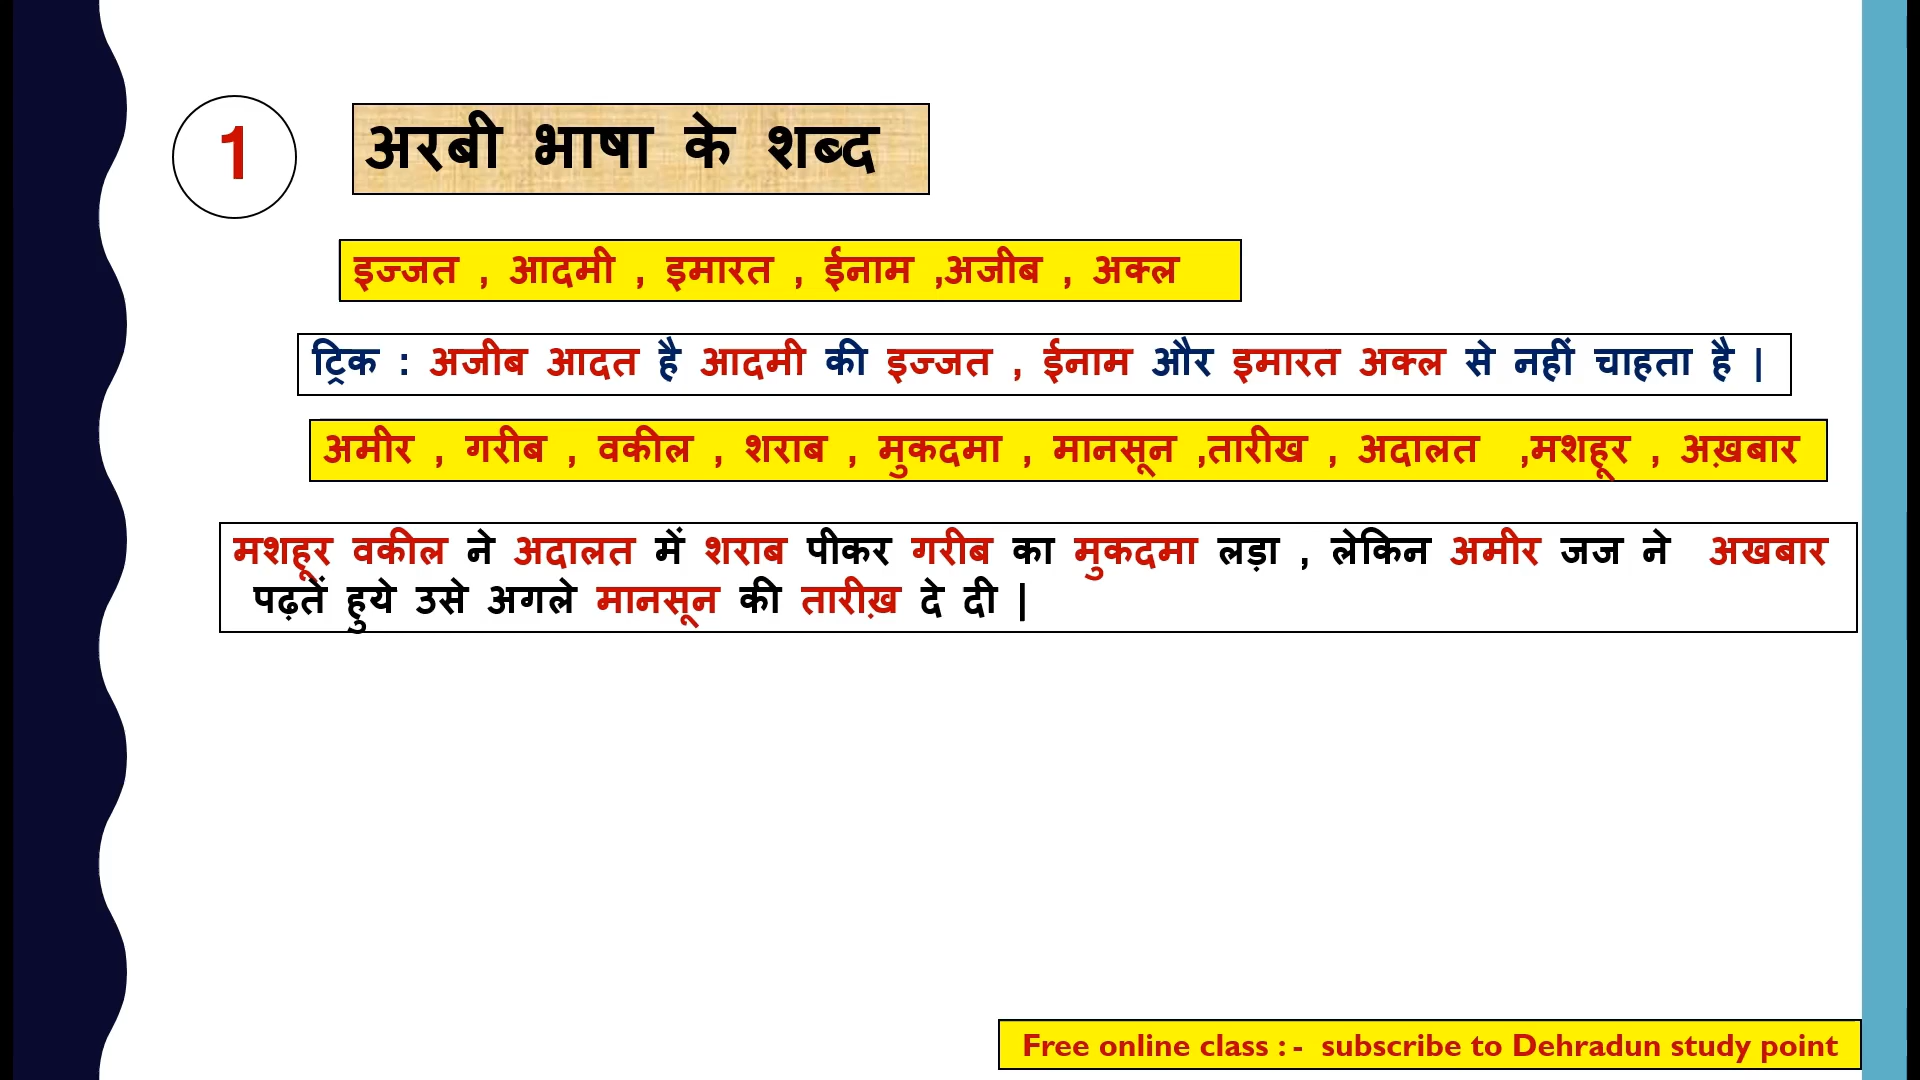 1
अरबी भाषा के शब्द
इज्जत , आदमी , इमारत , ईनाम ,अजीब , अक्ल
ट्रिक : अजीब आदत है आदमी की इज्जत , ईनाम और इमारत अक्ल से नहीं चाहता है |
अमीर , गरीब , वकील , शराब , मुकदमा , मानसून ,तारीख , अदालत ,मशहूर , अख़बार
मशहूर वकील ने अदालत में शराब पीकर गरीब का मुकदमा लड़ा , लेकिन अमीर जज ने अखबार
पढ़तें हुये उसे अगले मानसून की तारीख़ दे दी |
Free online class : - subscribe to Dehradun study point